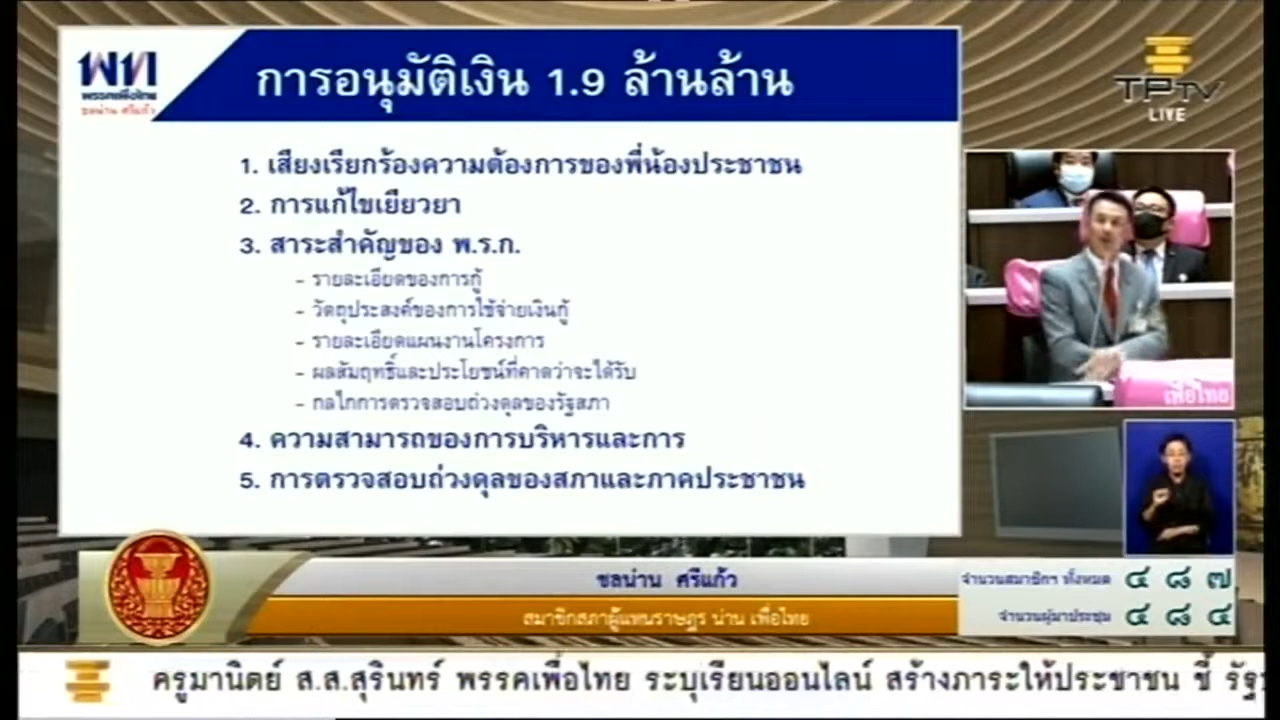 พท
พรรคเพื่อไทย
ชลน่าน ศรีแก้ว
การอนุมัติเงิน 1.9 ล้านล้าน
TPTV
LIVE
1. เสียงเรียกร้องความต้องการของพี่น้องประชาชน
2. การแก้ไขเยียวยา
3. สาระสำคัญของ พ.ร.ก.
- รายละเอียดของการกู้
- วัตถุประสงค์ของการใช้จ่ายเงินกู้
- รายละเอียดแผนงานโครงการ
- ผลสัมฤทธิ์และประโยชน์ที่คาดว่าจะได้รับ
- กลไกการตรวจสอบถ่วงดุลของรัฐสภา
4. ความสามารถของการบริหารและการ
5. การตรวจสอบถ่วงดุลของสภาและภาคประชาชน
เพื่อไทย
ชลน่าน ศรีแก้ว
สมาชิกสภาผู้แทนราษฎร น่าน เพื่อไทย
จำนวนสมาชิกฯ ทั้งหมด ๔ ๘ ๗
จำนวนผู้มาประชุม ๔ ๘ ๔
ครูมานิตย์ ส.ส.สุรินทร์ พรรคเพื่อไทย ระบุเรียนออนไลน์ สร้างภาระให้ประชาชน ชี้ รัฐ